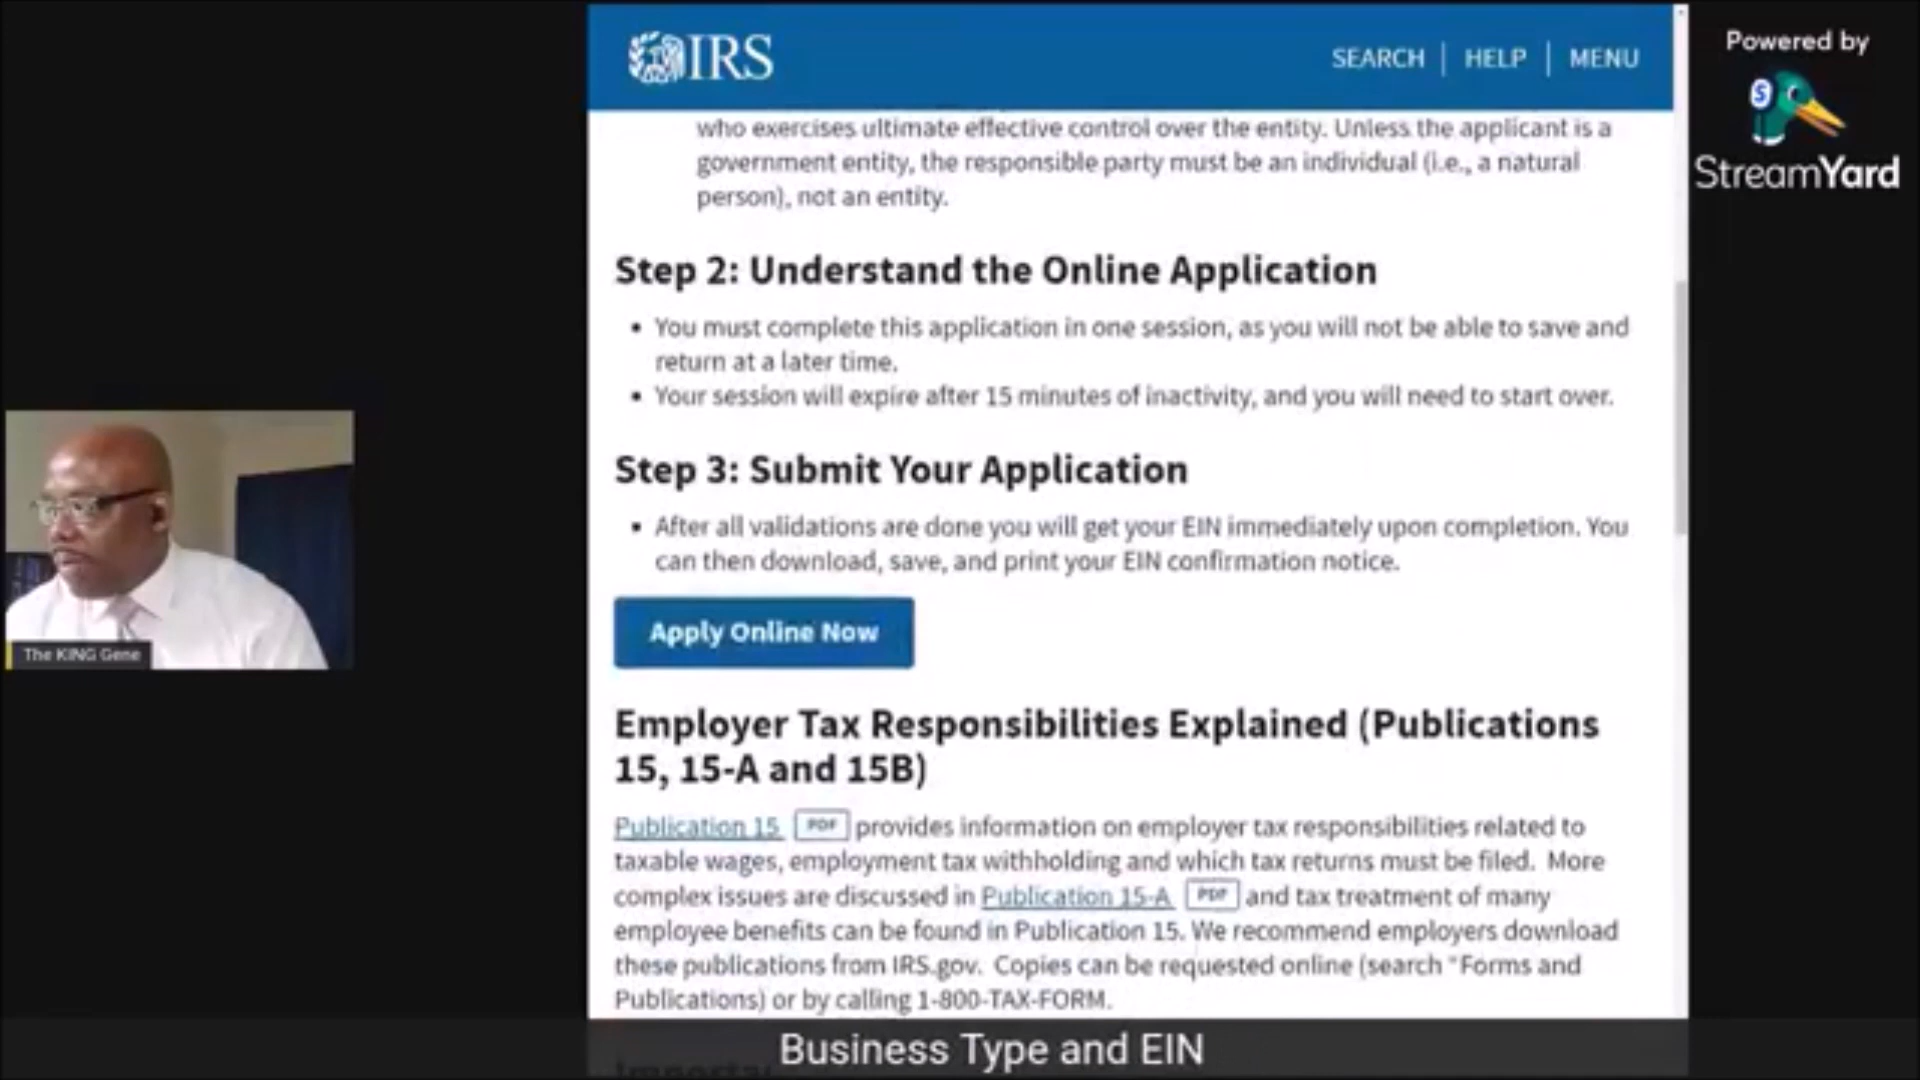 IRS
SEARCH | HELP | MENU
Powered by
StreamYard
who exercises ultimate effective control over the entity. Unless the applicant is a
government entity, the responsible party must be an individual (i.e., a natural
person), not an entity.
Step 2: Understand the Online Application
▪ You must complete this application in one session, as you will not be able to save and
return at a later time.
▪ Your session will expire after 15 minutes of inactivity, and you will need to start over.
Step 3: Submit Your Application
▪ After all validations are done you will get your EIN immediately upon completion. You
can then download, save, and print your EIN confirmation notice.
Apply Online Now
The KING Gene
Employer Tax Responsibilities Explained (Publications
15, 15-A and 15B)
Publication 15 PDF provides information on employer tax responsibilities related to
taxable wages, employment tax withholding and which tax returns must be filed.  More
complex issues are discussed in Publication 15-A PDF and tax treatment of many
employee benefits can be found in Publication 15. We recommend employers download
these publications from IRS.gov.  Copies can be requested online (search "Forms and
Publications) or by calling 1-800-TAX-FORM.
Business Type and EIN